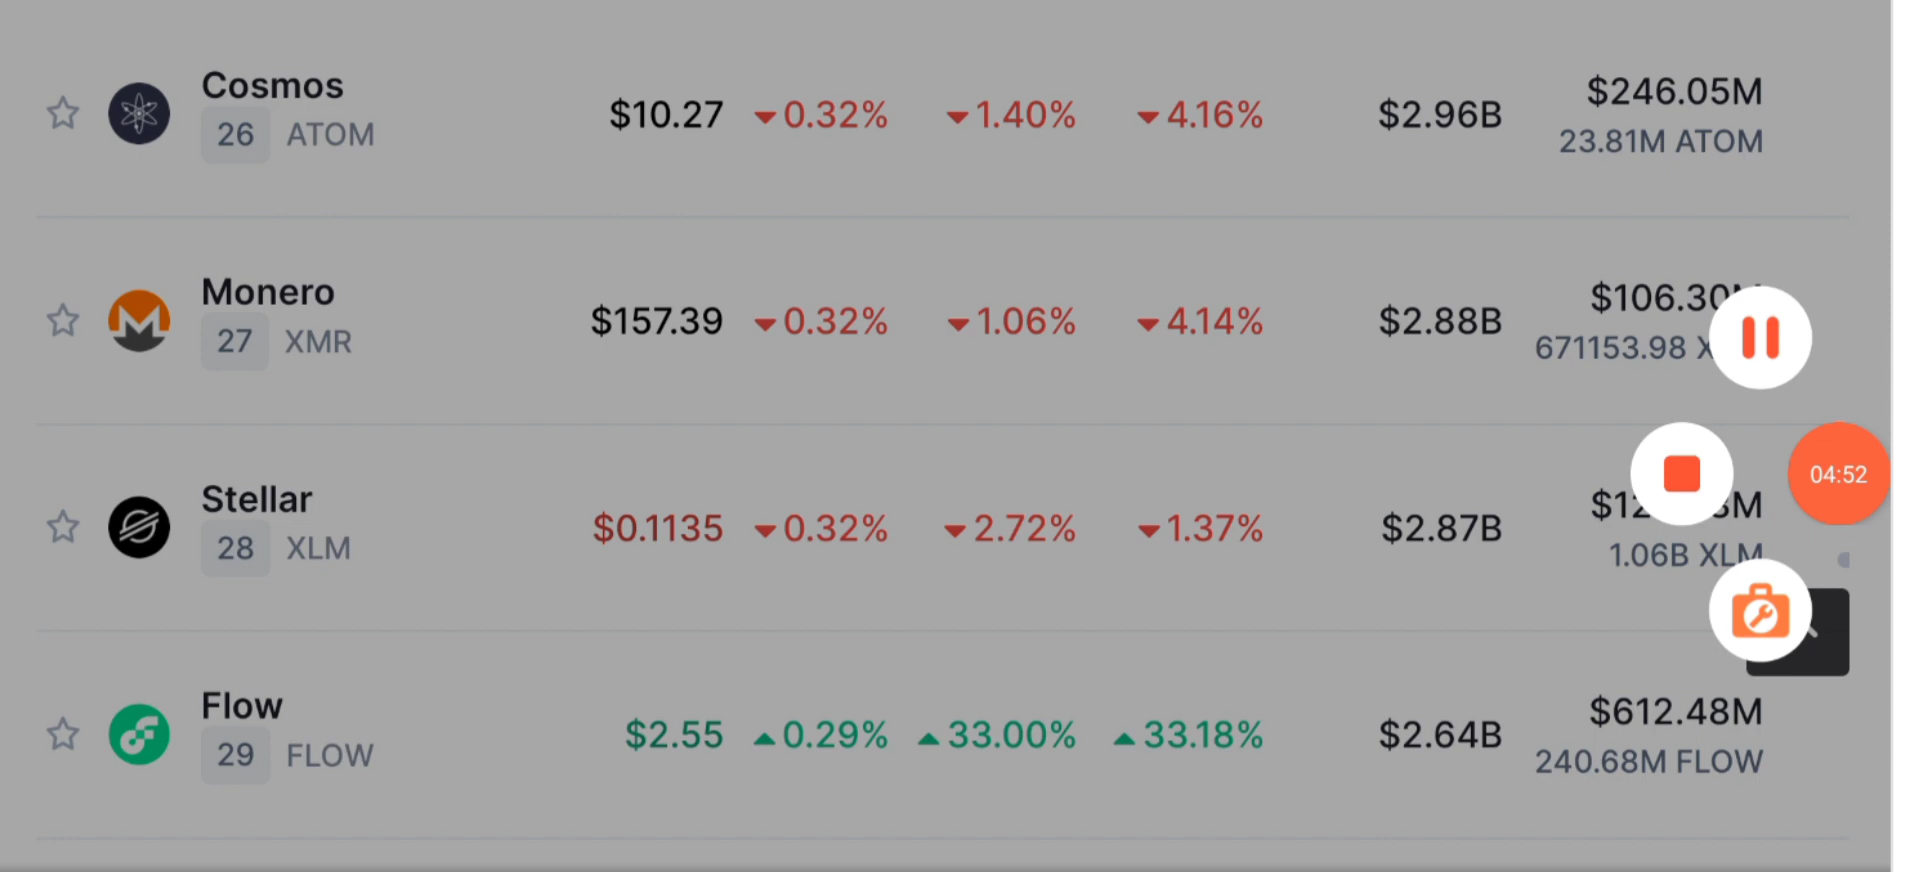 Cosmos
26 ATOM
$10.27 0.32% 1.40% 4.16% $2.96B
$246.05M
23.81M ATOM
Monero
27 XMR
$157.39 0.32% 1.06% 4.14% $2.88B
$106.30
671153.98
Stellar
28 XLM
$0.1135 0.32% 2.72% 1.37% $2.87B
04:52
1.06B XLM
Flow
29 FLOW
$2.55 0.29% 33.00% 33.18% $2.64B
$612.48M
240.68M FLOW